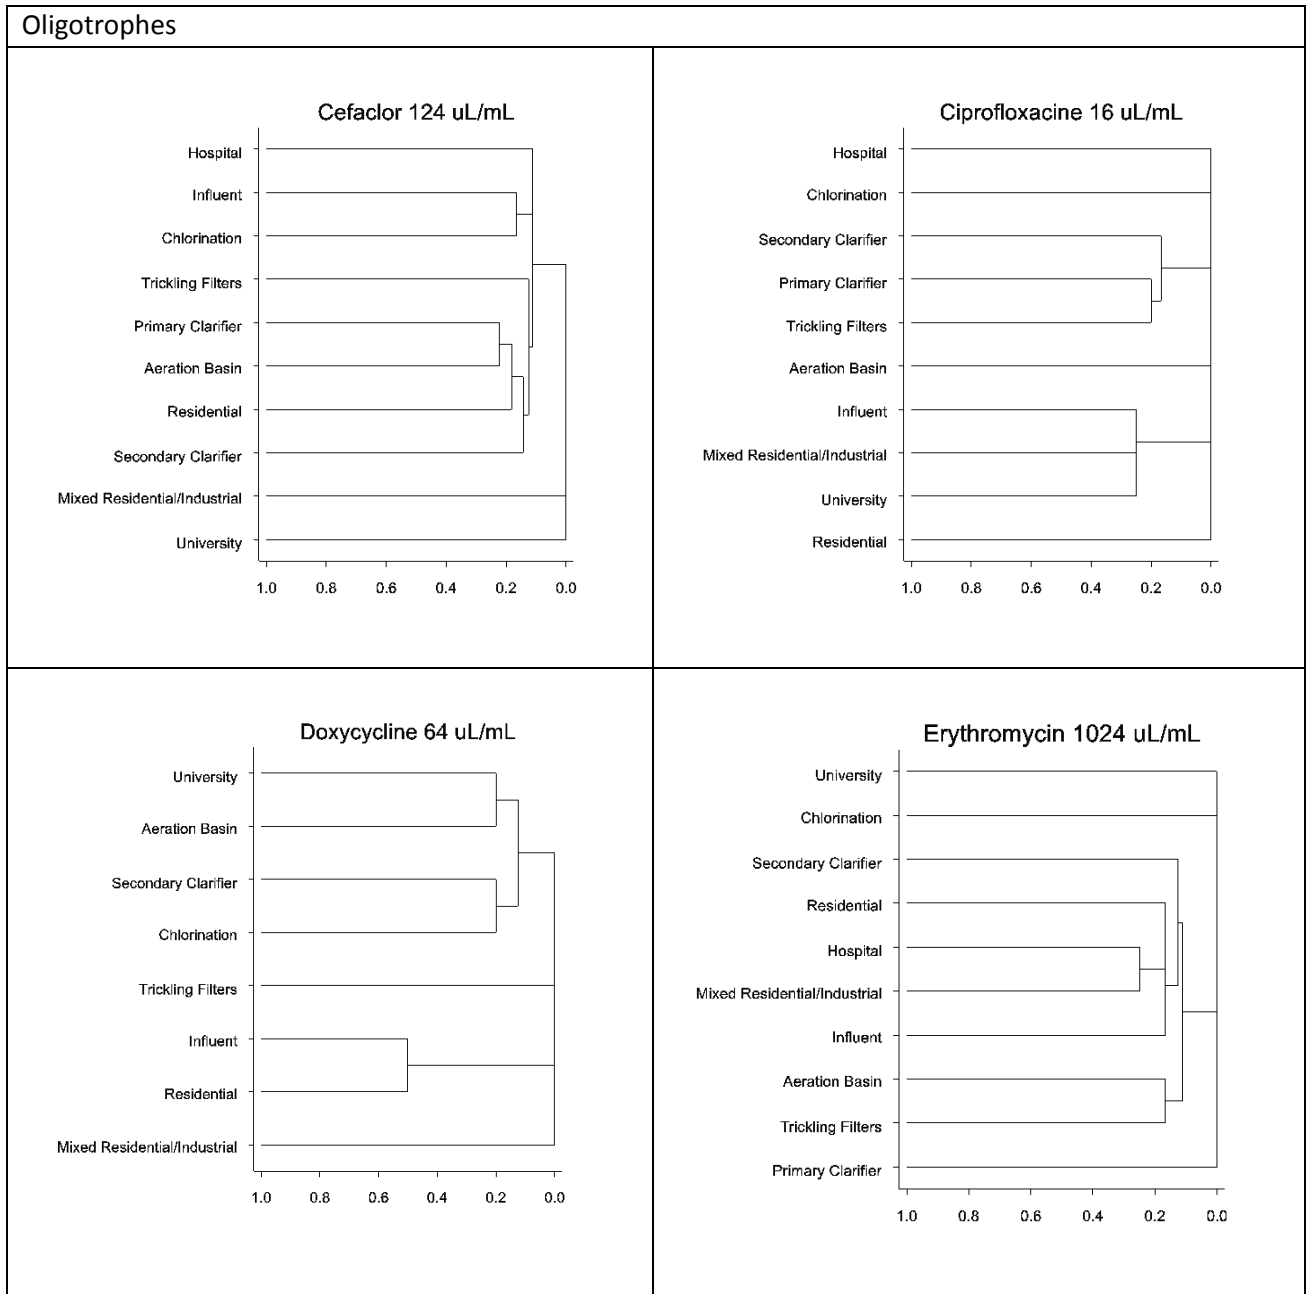 Oligotrophes
Cefaclor 124 uL/mL
Hospital
Influent
Chlorination
Trickling Filters
Primary Clarifier
Aeration Basin
Residential
Secondary Clarifier
Mixed Residential/Industrial
University
1.0 0.8 0.6 0.4 0.2 0.0
Ciprofloxacine 16 uL/mL
Hospital
Chlorination
Secondary Clarifier
Primary Clarifier
Trickling Filters
Aeration Basin
Influent
Mixed Residential/Industrial
University
Residential
1.0 0.8 0.6 0.4 0.2 0.0
Doxycycline 64 uL/mL
University
Aeration Basin
Secondary Clarifier
Chlorination
Trickling Filters
Influent
Residential
Mixed Residential/Industrial
1.0 0.8 0.6 0.4 0.2 0.0
Erythromycin 1024 uL/mL
University
Chlorination
Secondary Clarifier
Residential
Hospital
Mixed Residential/Industrial
Influent
Aeration Basin
Trickling Filters
Primary Clarifier
1.0 0.8 0.6 0.4 0.2 0.0